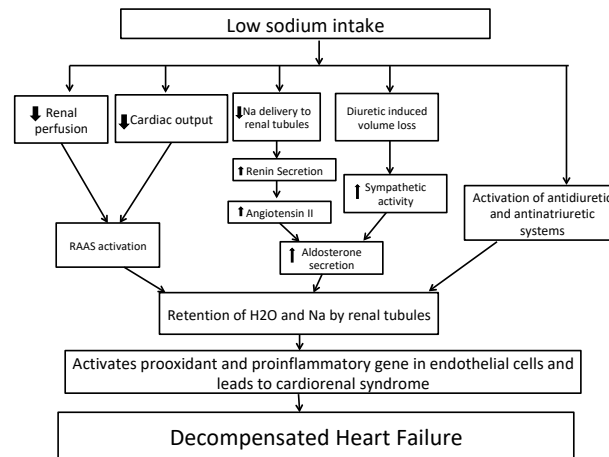 Low sodium intake
Renal
perfusion
Cardiac output
Na delivery to
renal tubules
Diuretic induced
volume loss
Renin Secretion
Sympathetic
activity
Activation of antidiuretic
and antinatriuretic
systems
Angiotensin II
RAAS activation
Aldosterone
secretion
Retention of H2O and Na by renal tubules
Activates prooxidant and proinflammatory gene in endothelial cells and
leads to cardiorenal syndrome
Decompensated Heart Failure